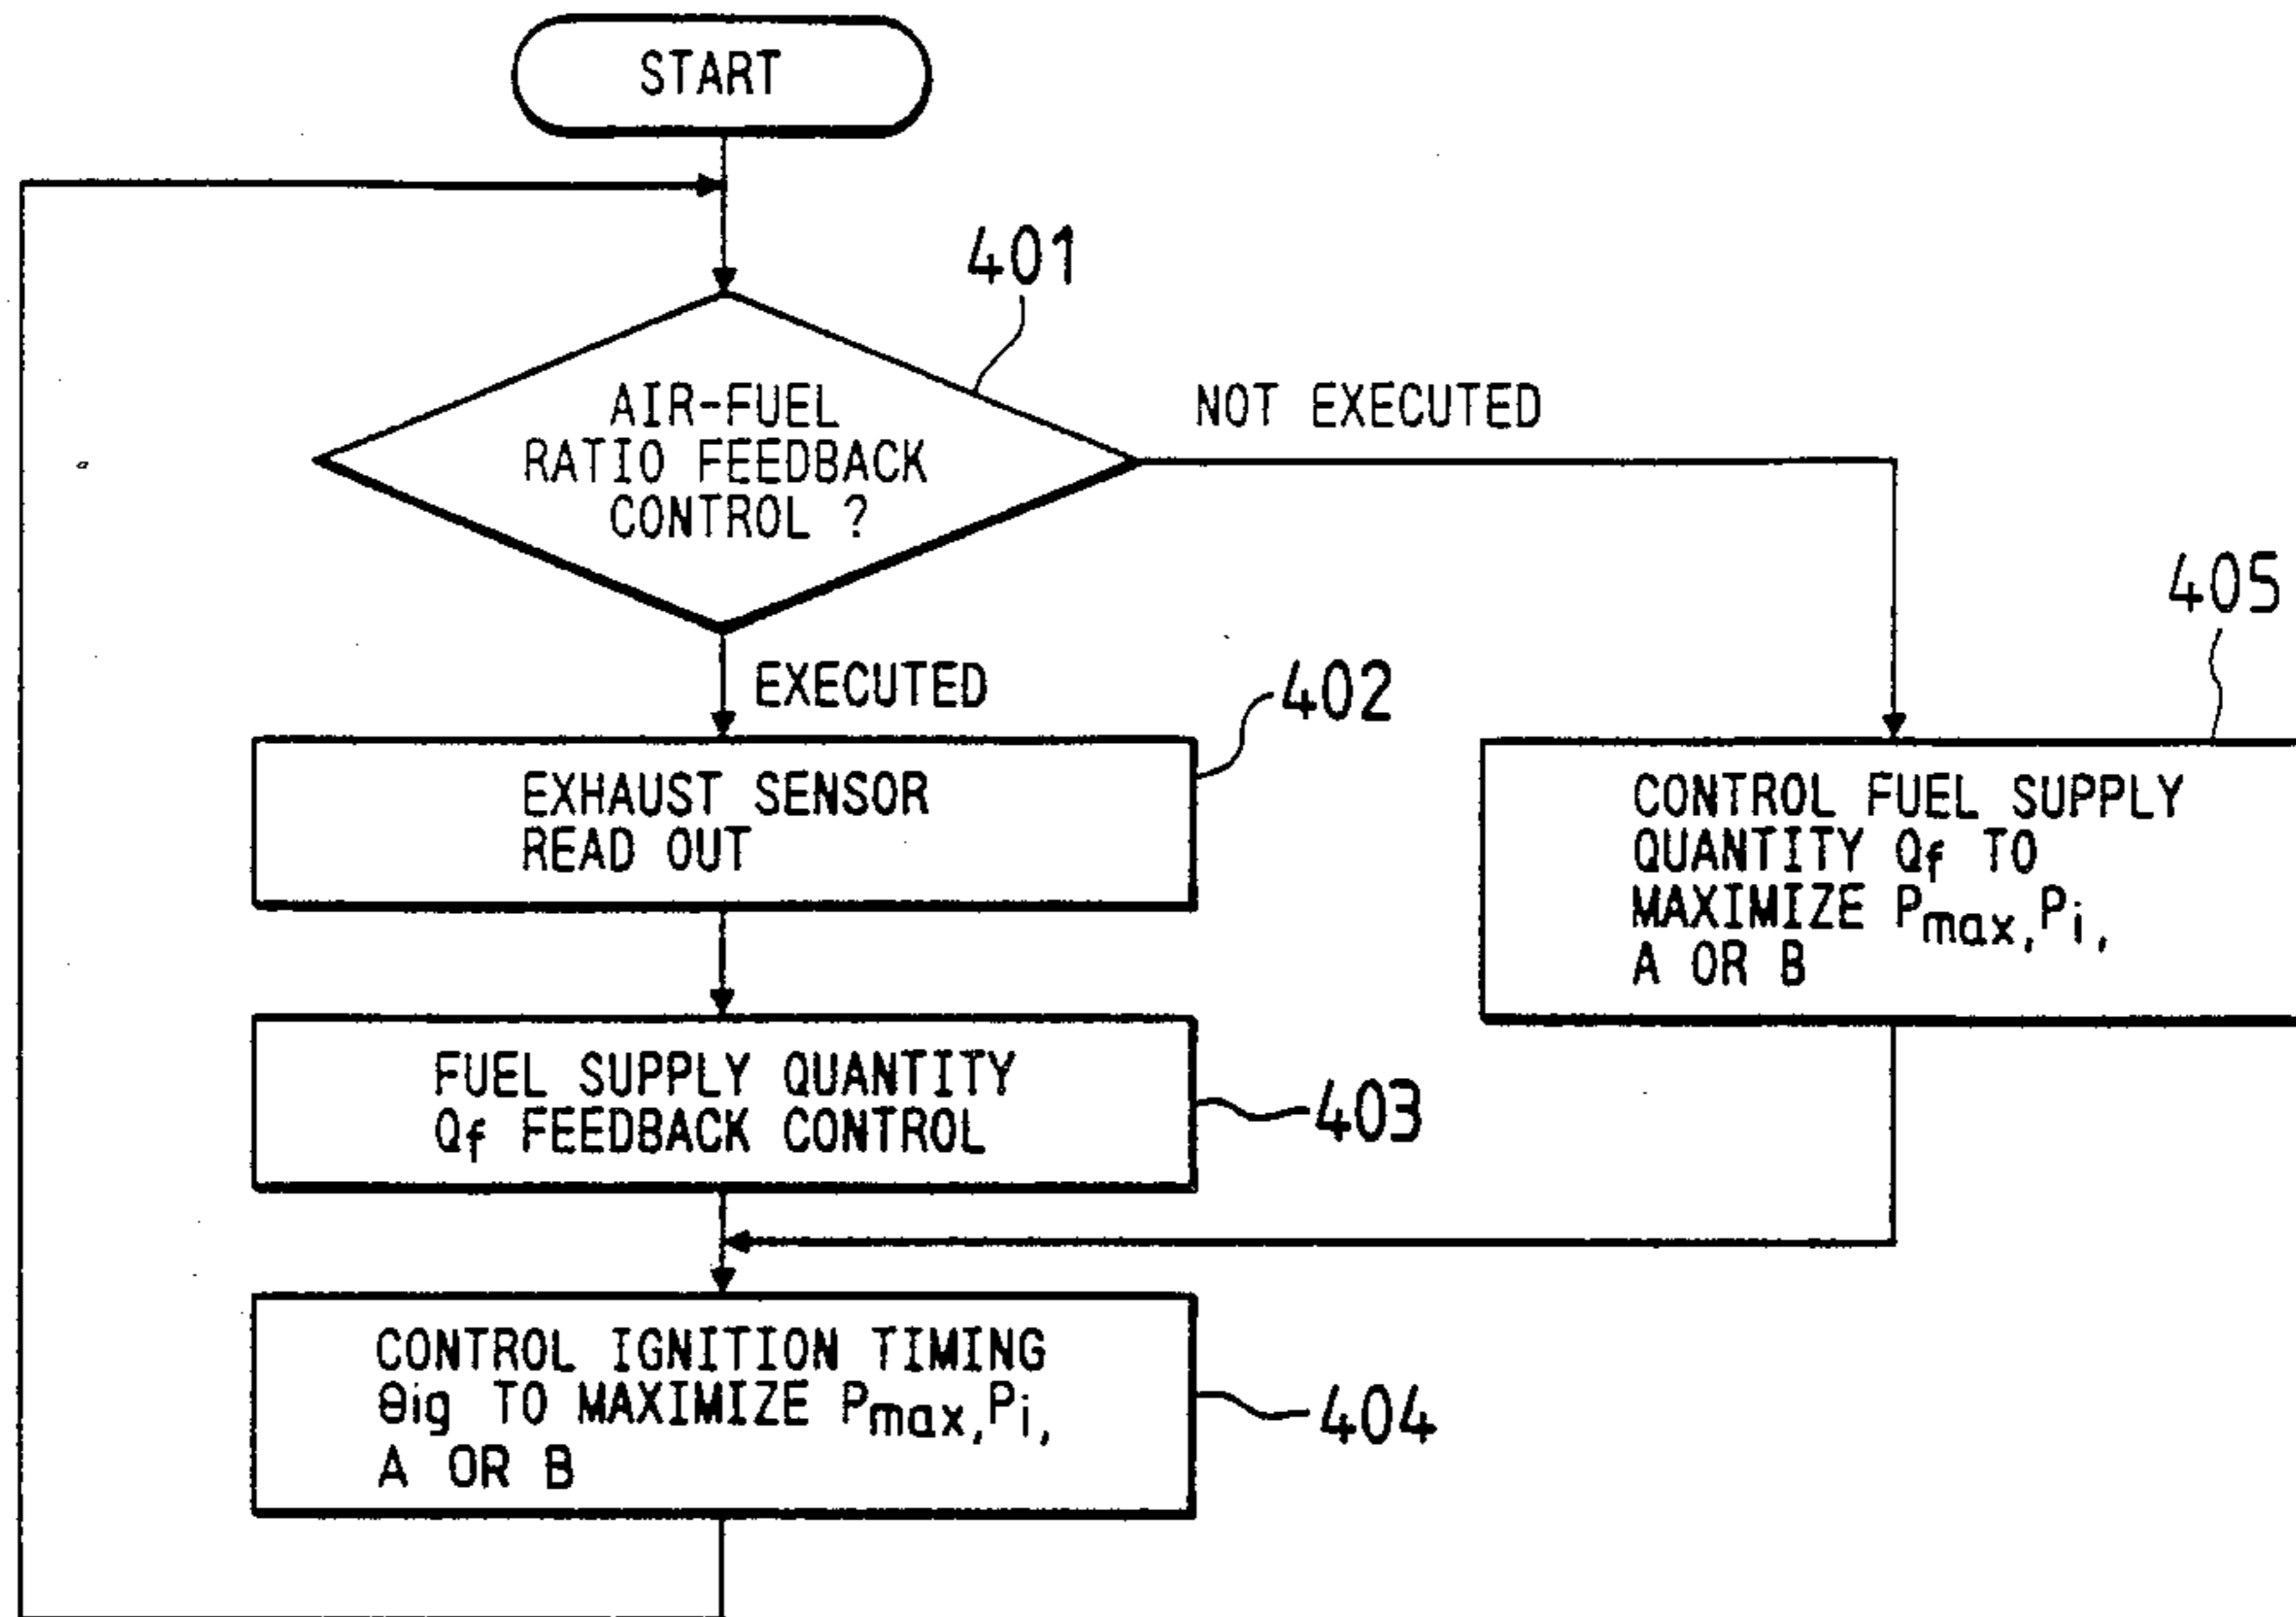 START
401
AIR-FUEL
RATIO FEEDBACK
CONTROL ?
NOT EXECUTED
EXECUTED
402
EXHAUST SENSOR
READ OUT
405
CONTROL FUEL SUPPLY
QUANTITY Qf TO
MAXIMIZE Pmax, Pi,
A OR B
FUEL SUPPLY QUANTITY
Qf FEEDBACK CONTROL
403
CONTROL IGNITION TIMING
θig TO MAXIMIZE Pmax, Pi,
A OR B
404